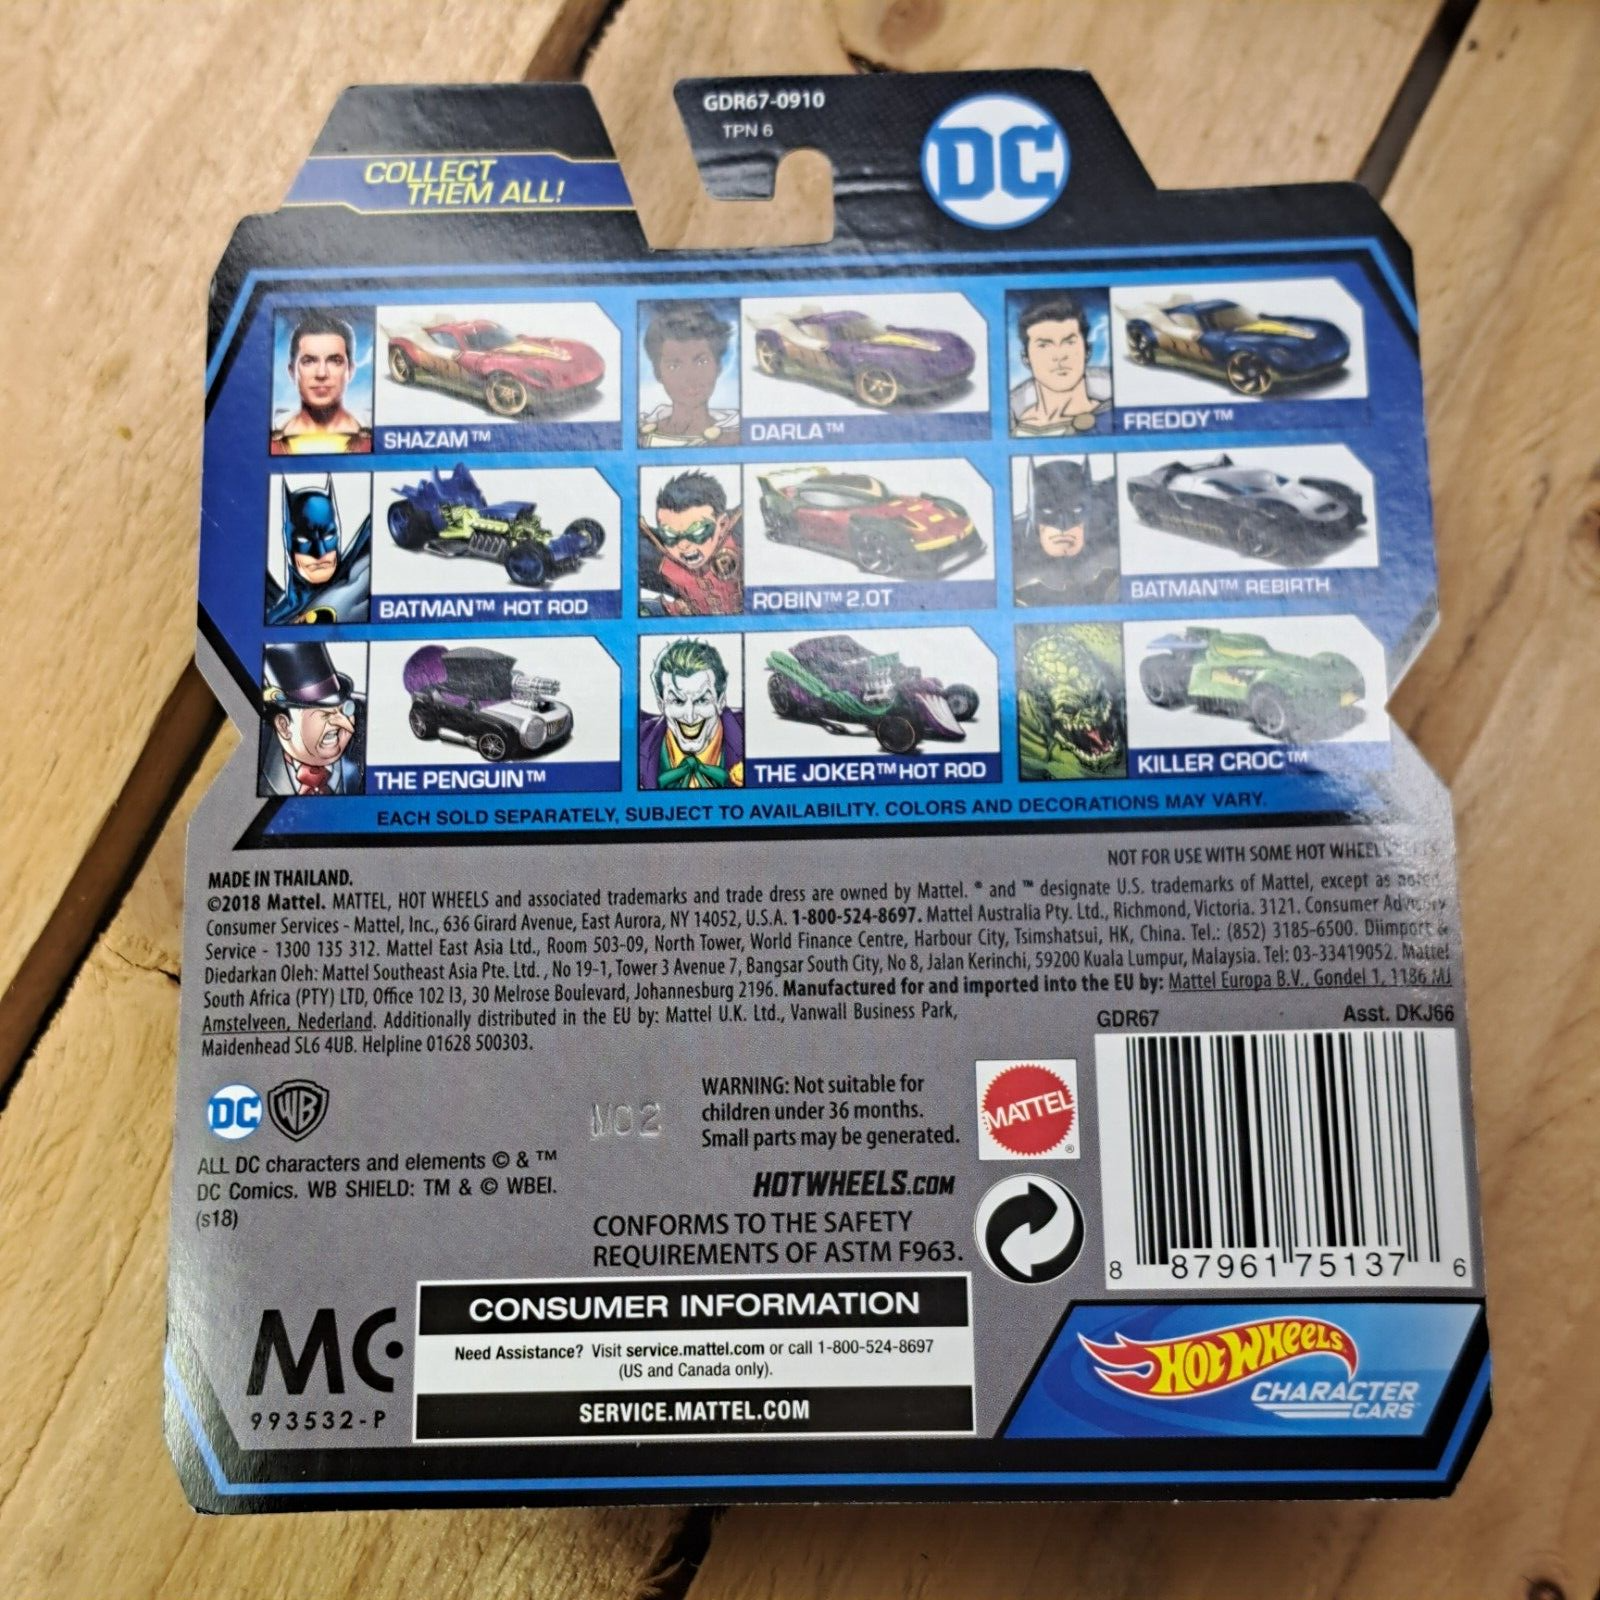 GDR67-0910
TPN 6
DC
COLLECT
THEM ALL!
SHAZAM™
DARLA™
FREDDY™
BATMAN™ HOT ROD
ROBIN™ 2.0T
BATMAN™ REBIRTH
THE PENGUIN™
THE JOKER™ HOT ROD
KILLER CROC™
EACH SOLD SEPARATELY, SUBJECT TO AVAILABILITY. COLORS AND DECORATIONS MAY VARY.
NOT FOR USE WITH SOME HOT WHEELS
MADE IN THAILAND.
©2018 Mattel. MATTEL, HOT WHEELS and associated trademarks and trade dress are owned by Mattel. ® and ™ designate U.S. trademarks of Mattel, except as noted.
Consumer Services - Mattel, Inc., 636 Girard Avenue, East Aurora, NY 14052, U.S.A. 1-800-524-8697. Mattel Australia Pty. Ltd., Richmond, Victoria. 3121. Consumer Advisory
Service - 1300 135 312. Mattel East Asia Ltd., Room 503-09, North Tower, World Finance Centre, Harbour City, Tsimshatsui, HK, China. Tel.: (852) 3185-6500. Diimport &
Diedarkan Oleh: Mattel Southeast Asia Pte. Ltd. , No 19-1, Tower 3 Avenue 7, Bangsar South City, No 8, Jalan Kerinchi, 59200 Kuala Lumpur, Malaysia. Tel: 03-33419052. Mattel
South Africa (PTY) LTD, Office 102 I3, 30 Melrose Boulevard, Johannesburg 2196. Manufactured for and imported into the EU by: Mattel Europa B.V., Gondel 1, 1186 MJ
Amstelveen, Nederland. Additionally distributed in the EU by: Mattel U.K. Ltd., Vanwall Business Park,
Maidenhead SL6 4UB. Helpline 01628 500303.
GDR67 Asst. DKJ66
DC WB
M02
WARNING: Not suitable for
children under 36 months.
Small parts may be generated.
MATTEL®
ALL DC characters and elements © & ™
DC Comics. WB SHIELD: TM & © WBEI.
(s18)
HOTWHEELS.COM
CONFORMS TO THE SAFETY
REQUIREMENTS OF ASTM F963.
8 87961 75137 6
MC
993532-P
CONSUMER INFORMATION
Need Assistance? Visit service.mattel.com or call 1-800-524-8697
(US and Canada only).
SERVICE.MATTEL.COM
HOT WHEELS
CHARACTER
CARS